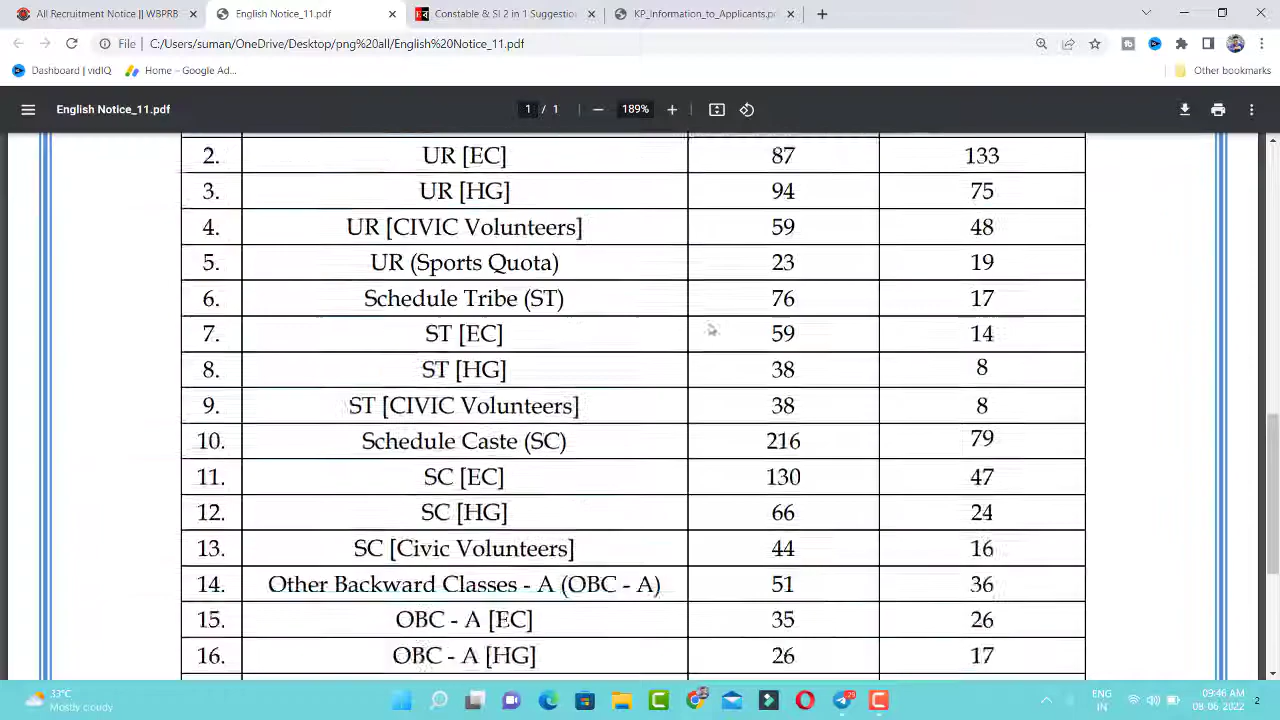 All Recruitment Notice || WBPRB
English Notice_11.pdf
Constable & SI 2 in 1 Suggestion
KP_Information_to_Applicants.pdf
File
C:/Users/suman/OneDrive/Desktop/png%20all/English%20Notice_11.pdf
Dashboard | vidIQ
Home – Google Ad...
Other bookmarks
English Notice_11.pdf
1 / 1
189%
2. UR [EC] 87 133
3. UR [HG] 94 75
4. UR [CIVIC Volunteers] 59 48
5. UR (Sports Quota) 23 19
6. Schedule Tribe (ST) 76 17
7. ST [EC] 59 14
8. ST [HG] 38 8
9. ST [CIVIC Volunteers] 38 8
10. Schedule Caste (SC) 216 79
11. SC [EC] 130 47
12. SC [HG] 66 24
13. SC [Civic Volunteers] 44 16
14. Other Backward Classes - A (OBC - A) 51 36
15. OBC - A [EC] 35 26
16. OBC - A [HG] 26 17
33°C
Mostly cloudy
ENG
IN
09:46 AM
08-06-2022
2